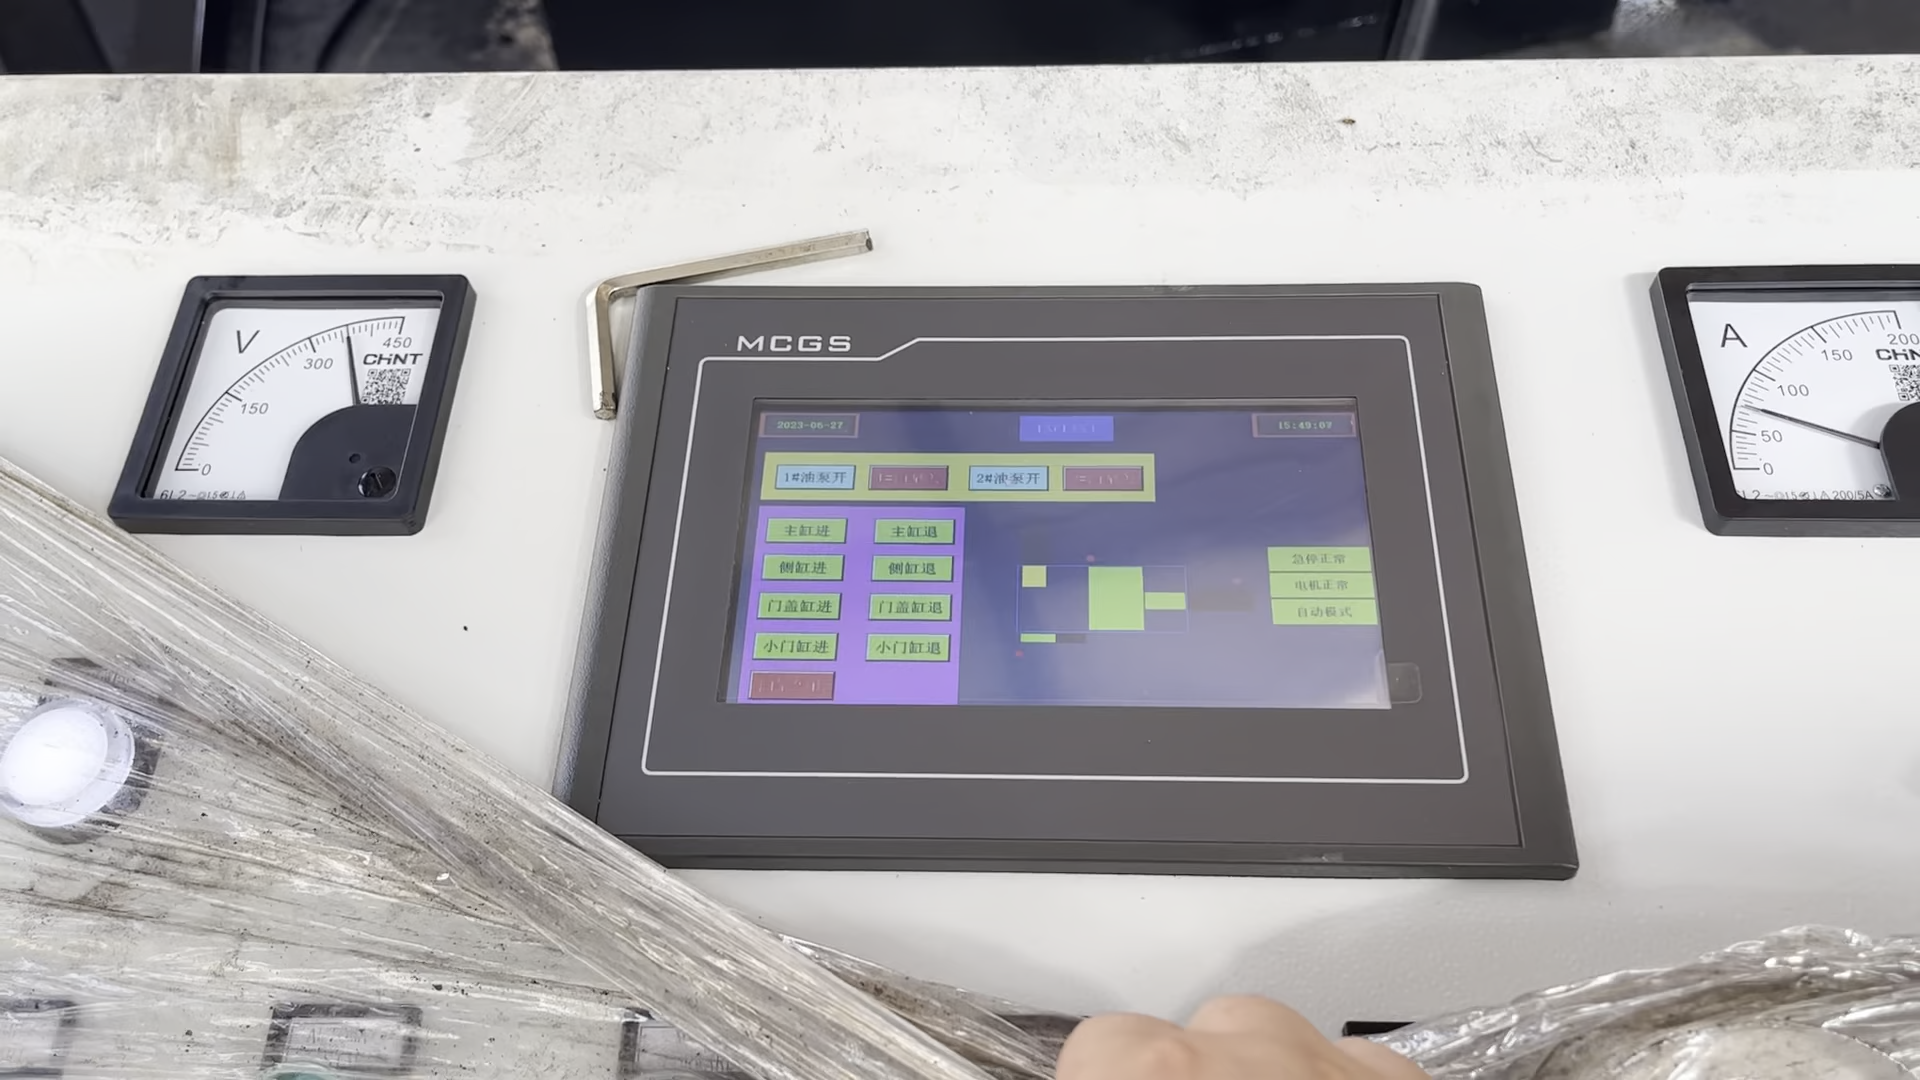 MCGS
V
450
300
CHNT
150
0
6L2
A
200
150
CHN
100
50
0
200/5A
2023-06-27
15:49:07
1#油泵开
2#油泵开
主缸进
主缸退
侧缸进
侧缸退
门盖缸进
门盖缸退
小门缸进
小门缸退
急停正常
电机正常
自动模式